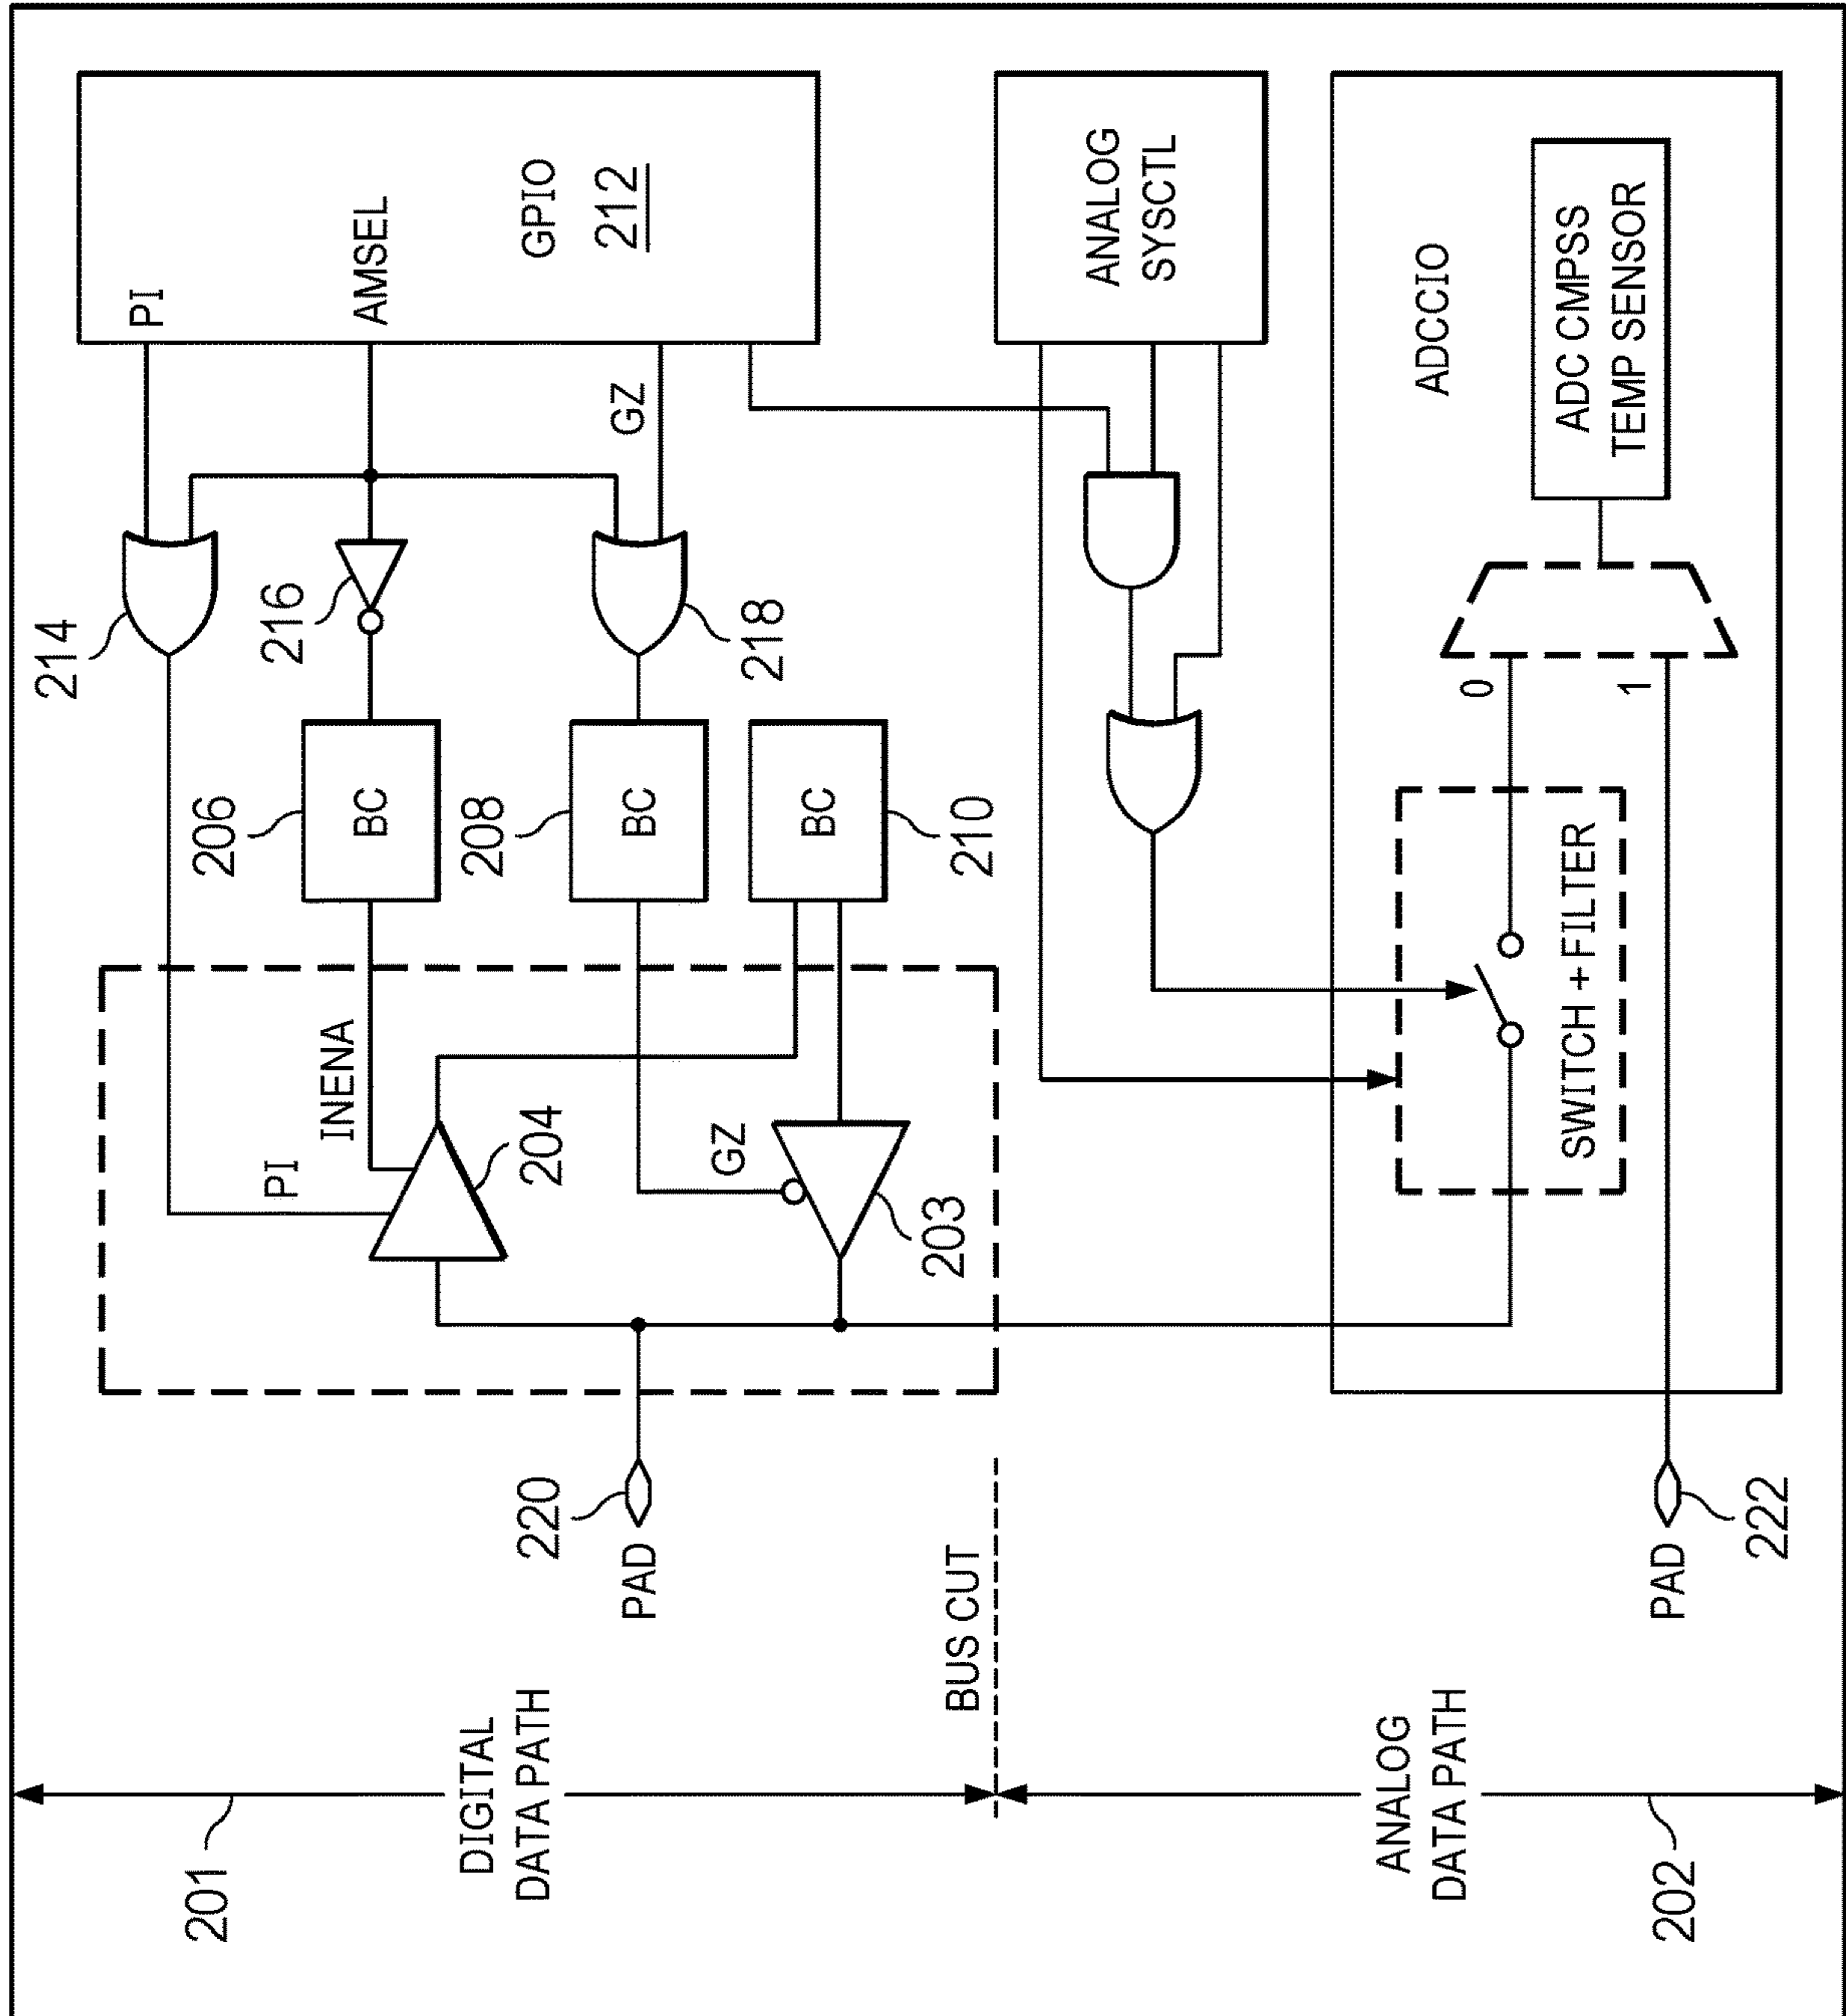 201
DIGITAL
DATA PATH
BUS CUT
ANALOG
DATA PATH
202
PAD
220
PAD
222
PI
INENA
204
GZ
203
206
BC
208
BC
BC
210
214
216
218
PI
AMSEL
GZ
GPIO
212
ANALOG
SYSCTL
ADCCIO
SWITCH + FILTER
0
1
ADC CMPSS
TEMP SENSOR